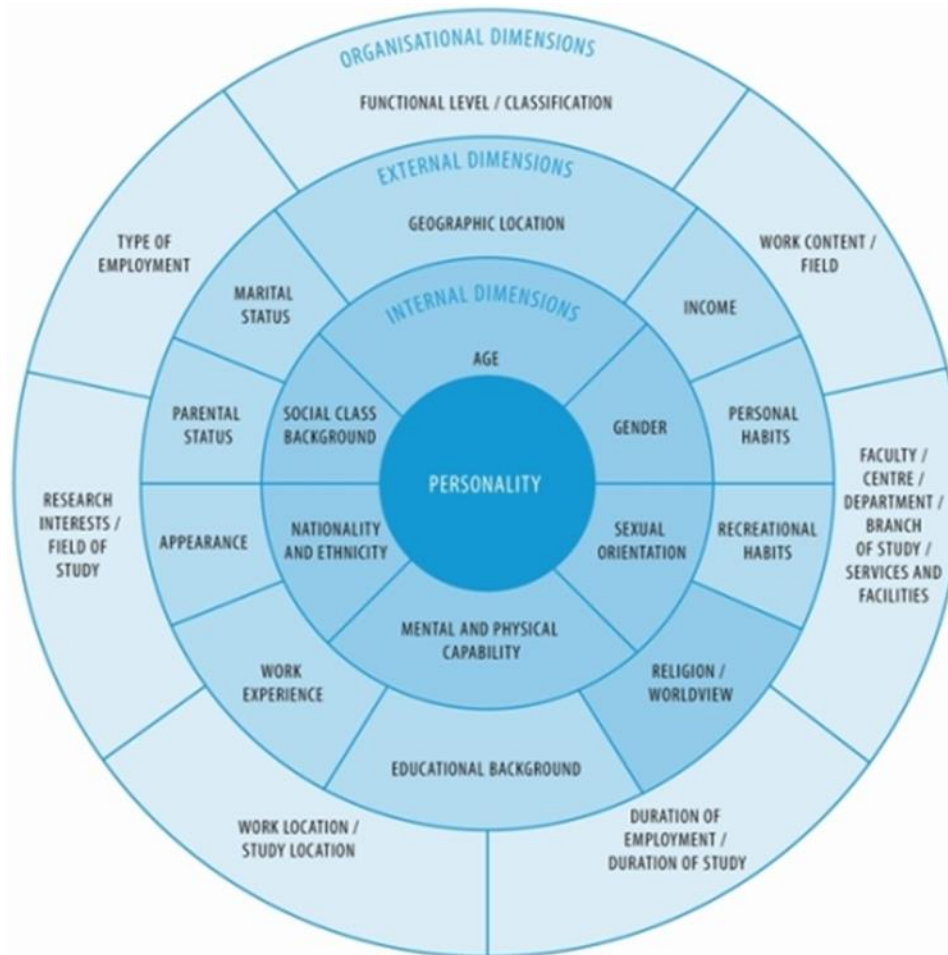 ORGANISATIONAL DIMENSIONS
FUNCTIONAL LEVEL / CLASSIFICATION
EXTERNAL DIMENSIONS
GEOGRAPHIC LOCATION
TYPE OF
EMPLOYMENT
WORK CONTENT /
FIELD
MARITAL
STATUS
INTERNAL DIMENSIONS
INCOME
AGE
PARENTAL
STATUS
SOCIAL CLASS
BACKGROUND
GENDER
PERSONAL
HABITS
PERSONALITY
RESEARCH
INTERESTS /
FIELD OF
STUDY
FACULTY /
CENTRE /
DEPARTMENT /
BRANCH
OF STUDY /
SERVICES AND
FACILITIES
APPEARANCE
NATIONALITY
AND ETHNICITY
SEXUAL
ORIENTATION
RECREATIONAL
HABITS
MENTAL AND PHYSICAL
CAPABILITY
WORK
EXPERIENCE
RELIGION /
WORLDVIEW
EDUCATIONAL BACKGROUND
WORK LOCATION /
STUDY LOCATION
DURATION OF
EMPLOYMENT /
DURATION OF STUDY